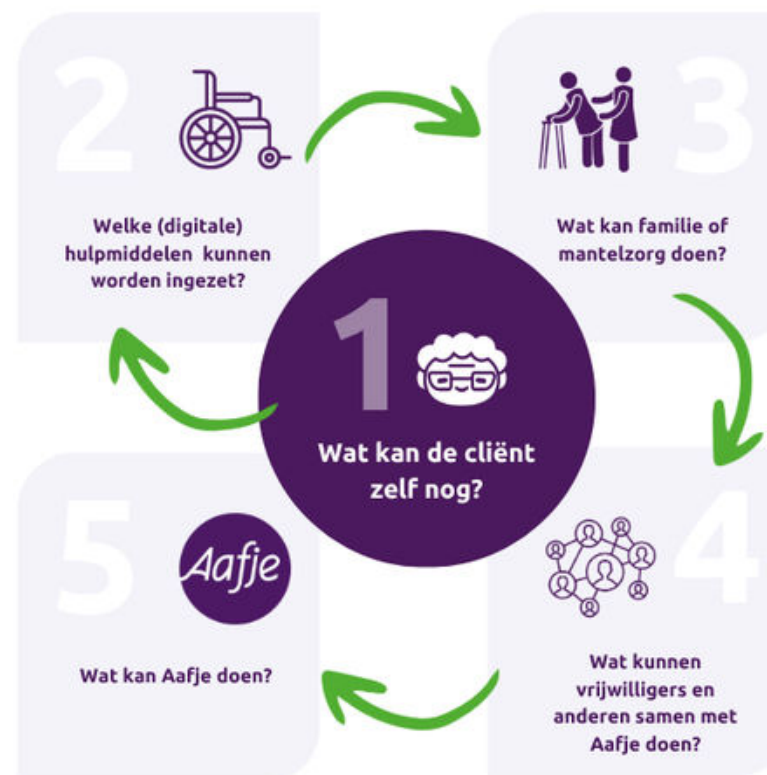 1
Wat kan de cliënt
zelf nog?
2
Welke (digitale)
hulpmiddelen kunnen
worden ingezet?
3
Wat kan familie of
mantelzorg doen?
4
Wat kunnen
vrijwilligers en
anderen samen met
Aafje doen?
5
Aafje
Wat kan Aafje doen?